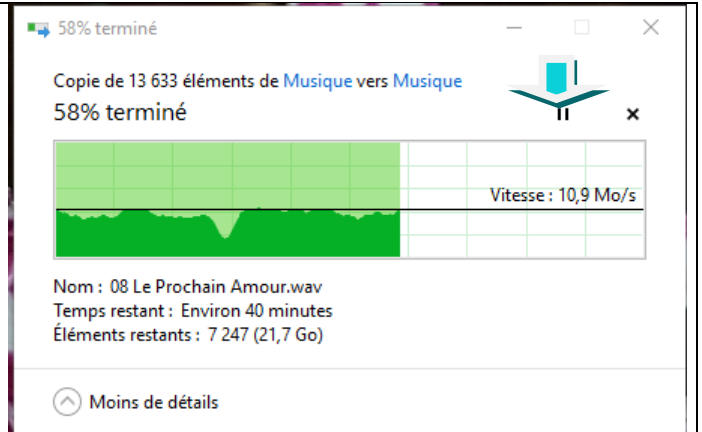 58% terminé
Copie de 13 633 éléments de Musique vers Musique
58% terminé
Vitesse : 10,9 Mo/s
Nom : 08 Le Prochain Amour.wav
Temps restant : Environ 40 minutes
Éléments restants : 7 247 (21,7 Go)
Moins de détails